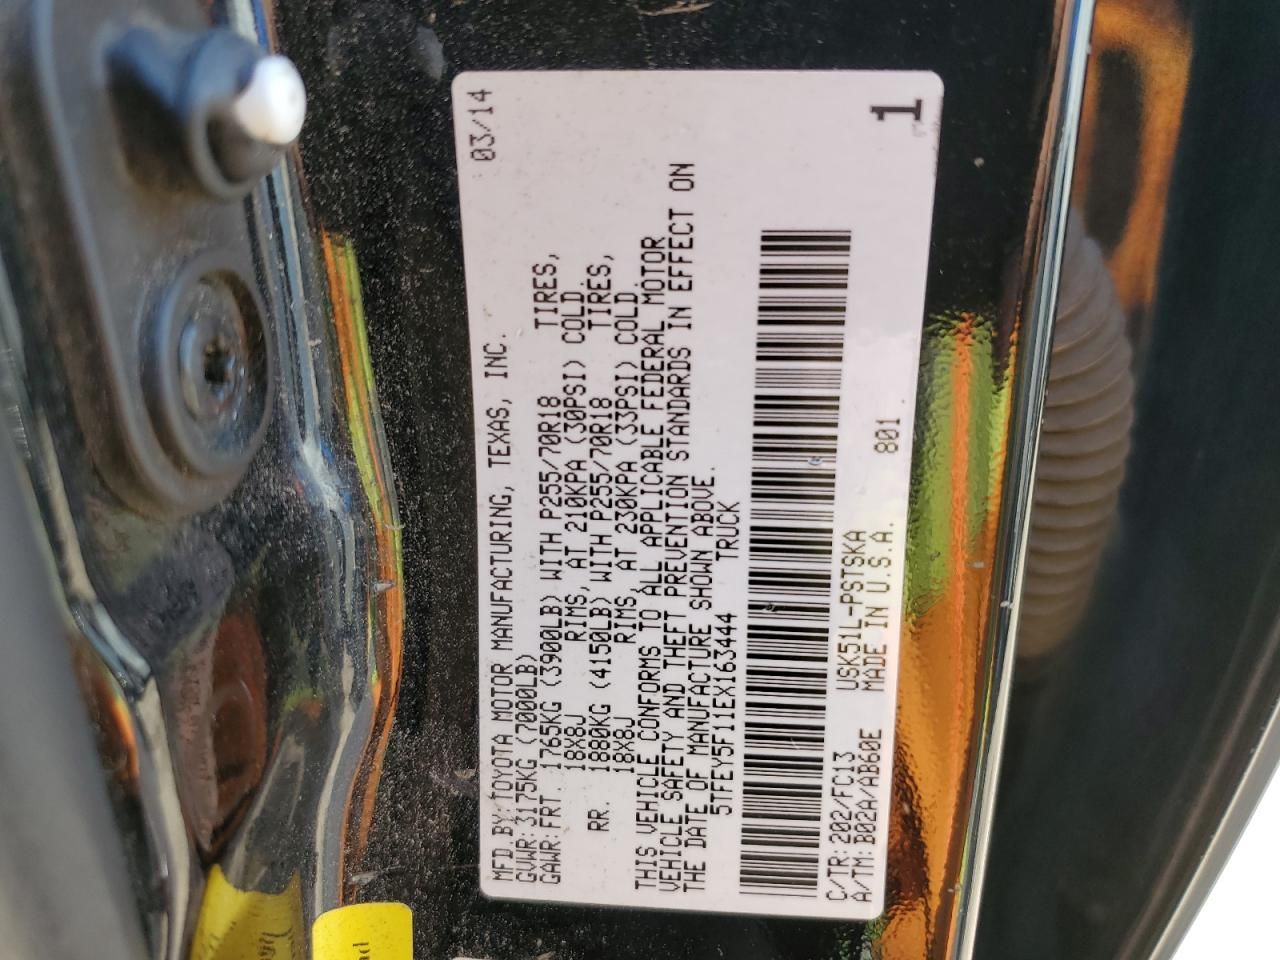 MFD.BY: TOYOTA MOTOR MANUFACTURING, TEXAS, INC. 03/14
GVWR: 3175KG (7000LB)
GAWR: FRT. 1765KG (3900LB) WITH P255/70R18 TIRES,
18X8J RIMS, AT 210KPA (30PSI) COLD.
RR. 1880KG (4150LB) WITH P255/70R18 TIRES,
18X8J RIMS, AT 230KPA (33PSI) COLD.
THIS VEHICLE CONFORMS TO ALL APPLICABLE FEDERAL MOTOR
VEHICLE SAFETY AND THEFT PREVENTION STANDARDS IN EFFECT ON
THE DATE OF MANUFACTURE SHOWN ABOVE.
5TFEY5F11EX163444 TRUCK
C/TR: 202/FC13 USK51L-PSTSKA 801
A/TM: B02A/AB60E MADE IN U.S.A.
1